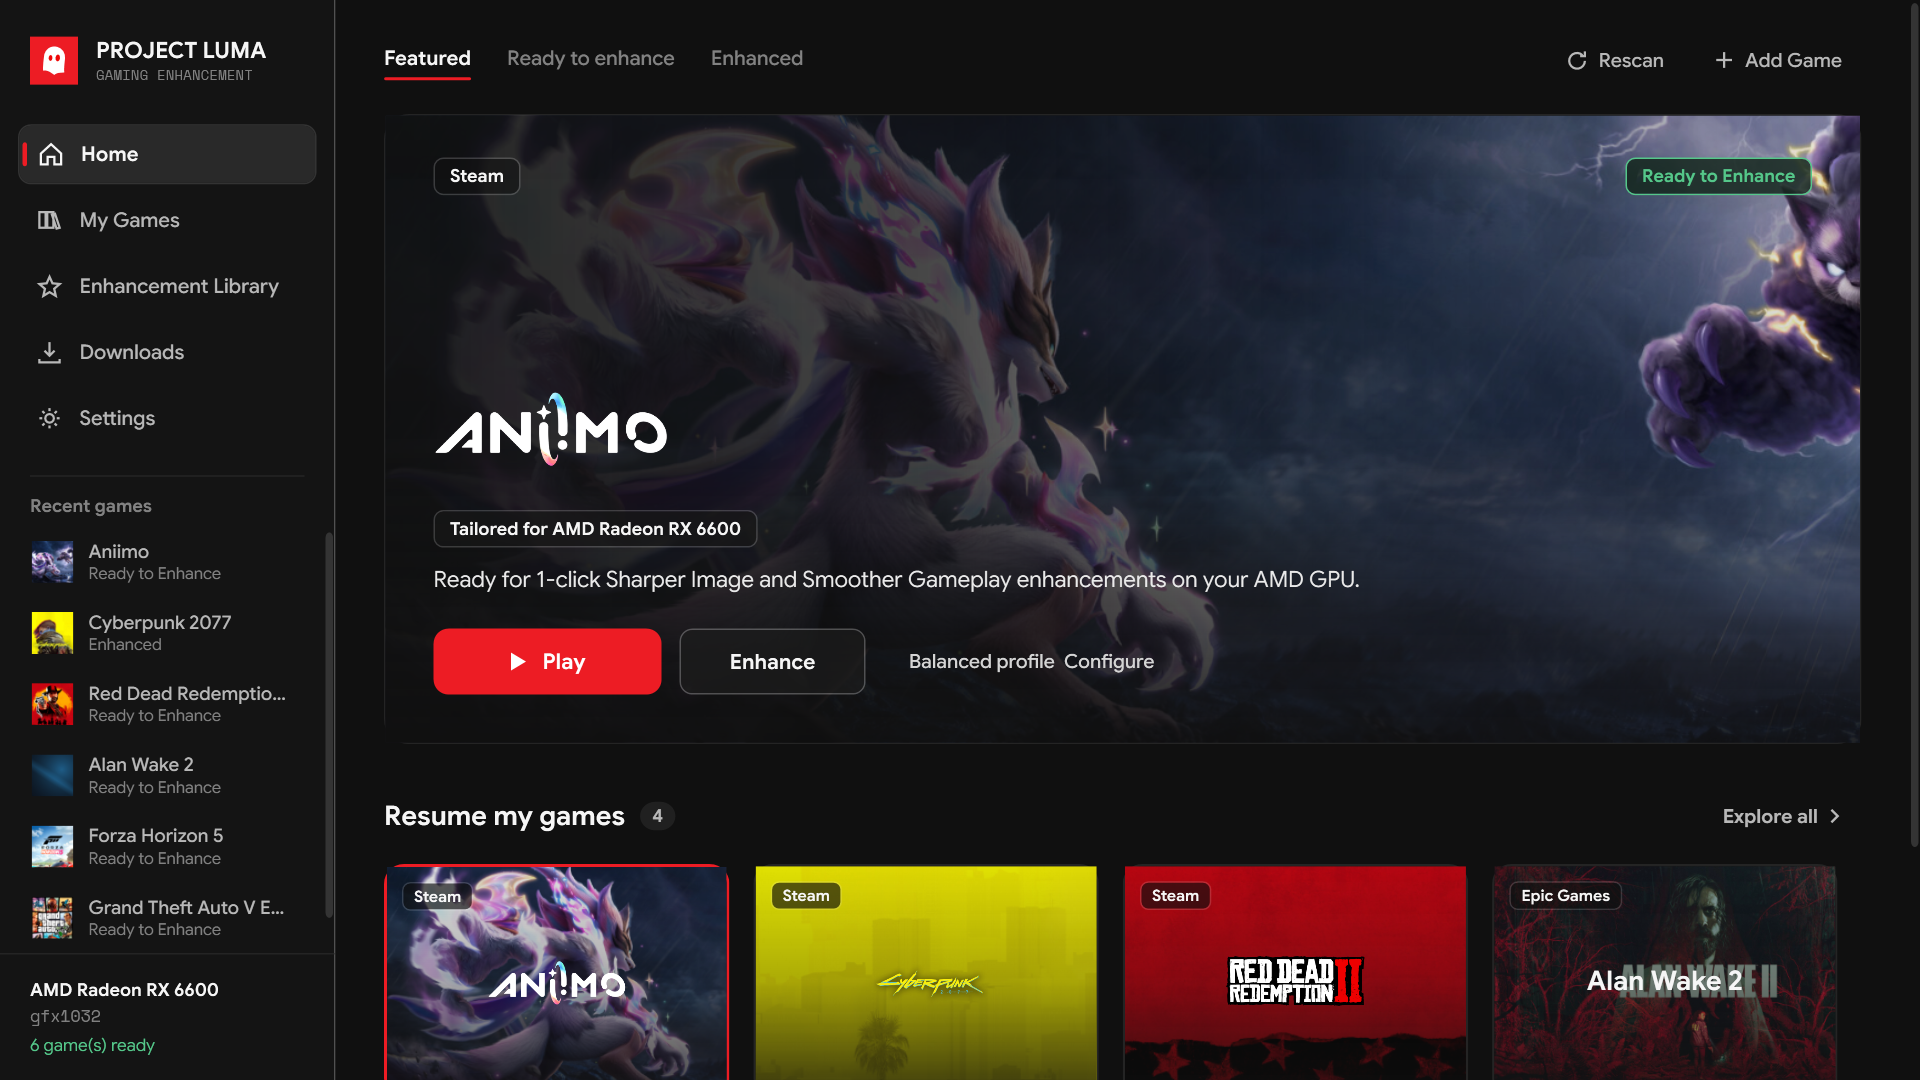 PROJECT LUMA
GAMING ENHANCEMENT
Home
My Games
Enhancement Library
Downloads
Settings
Recent games
Aniimo
Ready to Enhance
Cyberpunk 2077
Enhanced
Red Dead Redemptio...
Ready to Enhance
Alan Wake 2
Ready to Enhance
Forza Horizon 5
Ready to Enhance
Grand Theft Auto V E...
Ready to Enhance
AMD Radeon RX 6600
gfx1032
6 game(s) ready
Featured
Ready to enhance
Enhanced
Rescan
Add Game
Steam
Ready to Enhance
ANIIMO
Tailored for AMD Radeon RX 6600
Ready for 1-click Sharper Image and Smoother Gameplay enhancements on your AMD GPU.
Play
Enhance
Balanced profile Configure
Resume my games 4
Explore all
Steam
ANIIMO
Steam
Cyberpunk
Steam
RED DEAD
REDEMPTION II
Epic Games
Alan Wake 2
ALAN WAKE II